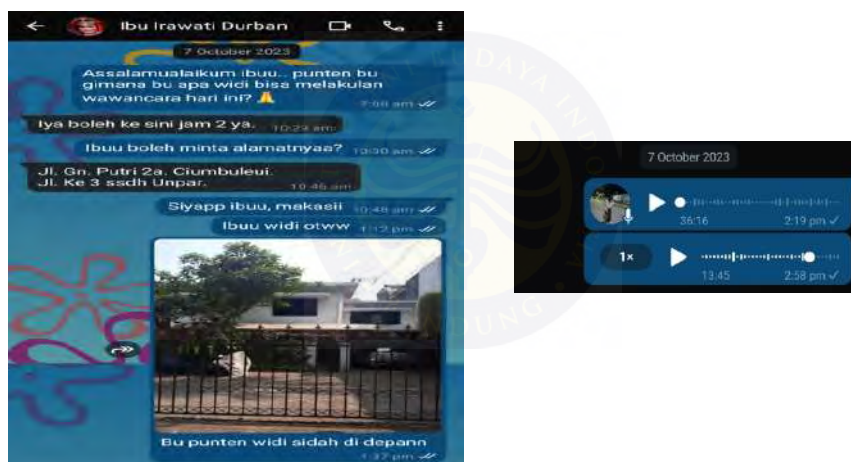 Ibu Irawati Durban
7 October 2023
Assalamualaikum ibuu.. punten bu
gimana bu apa widi bisa melakulan
wawancara hari ini? 🙏
7:08 am
Iya boleh ke sini jam 2 ya. 10:23 am
Ibuu boleh minta alamatnyaa? 10:30 am
Jl. Gn. Putri 2a. Ciumbuleui.
Jl. Ke 3 ssdh Unpar. 10:46 am
Siyapp ibuu, makasii 10:48 am
Ibuu widi otww 1:12 pm
Bu punten widi sidah di depann
1:37 pm
7 October 2023
36:16 2:19 pm
1×
13:45 2:58 pm